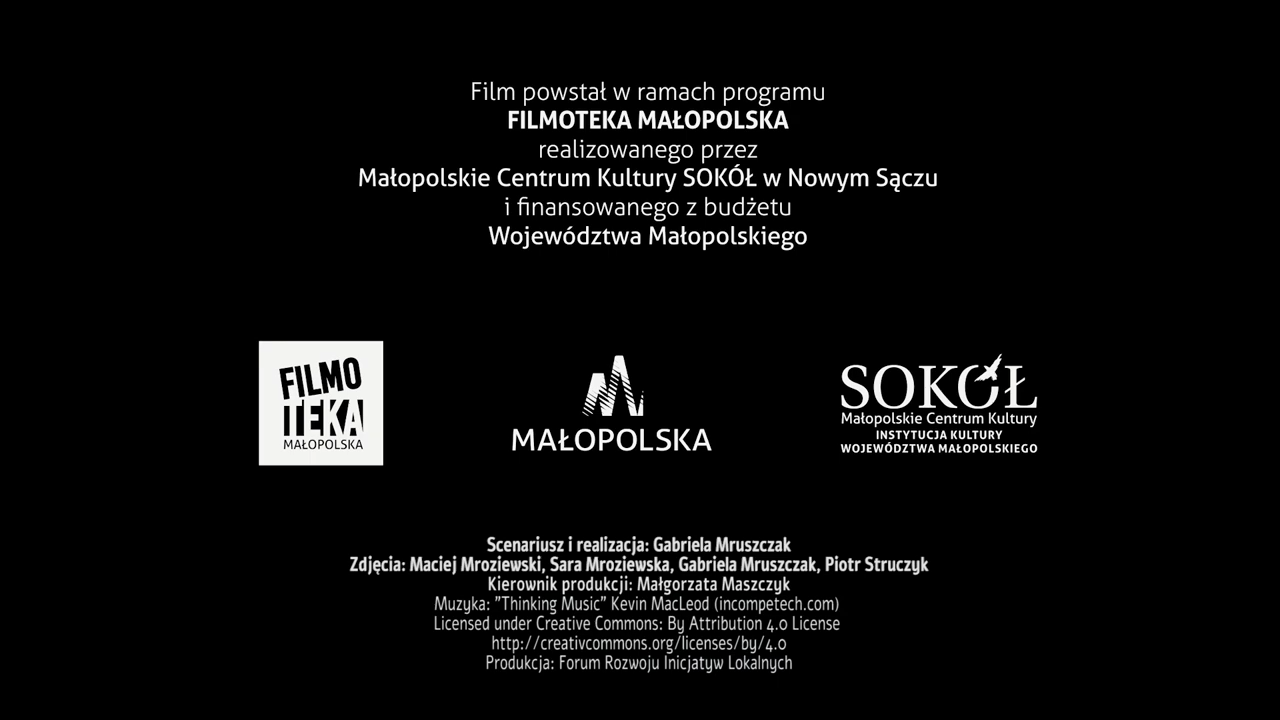 Film powstał w ramach programu
FILMOTEKA MAŁOPOLSKA
realizowanego przez
Małopolskie Centrum Kultury SOKÓŁ w Nowym Sączu
i finansowanego z budżetu
Województwa Małopolskiego
FILMO
TEKA
MAŁOPOLSKA
MAŁOPOLSKA
SOKÓŁ
Małopolskie Centrum Kultury
INSTYTUCJA KULTURY
WOJEWÓDZTWA MAŁOPOLSKIEGO
Scenariusz i realizacja: Gabriela Mruszczak
Zdjęcia: Maciej Mroziewski, Sara Mroziewska, Gabriela Mruszczak, Piotr Struczyk
Kierownik produkcji: Małgorzata Maszczyk
Muzyka: "Thinking Music" Kevin MacLeod (incompetech.com)
Licensed under Creative Commons: By Attribution 4.0 License
http://creativcommons.org/licenses/by/4.0
Produkcja: Forum Rozwoju Inicjatyw Lokalnych